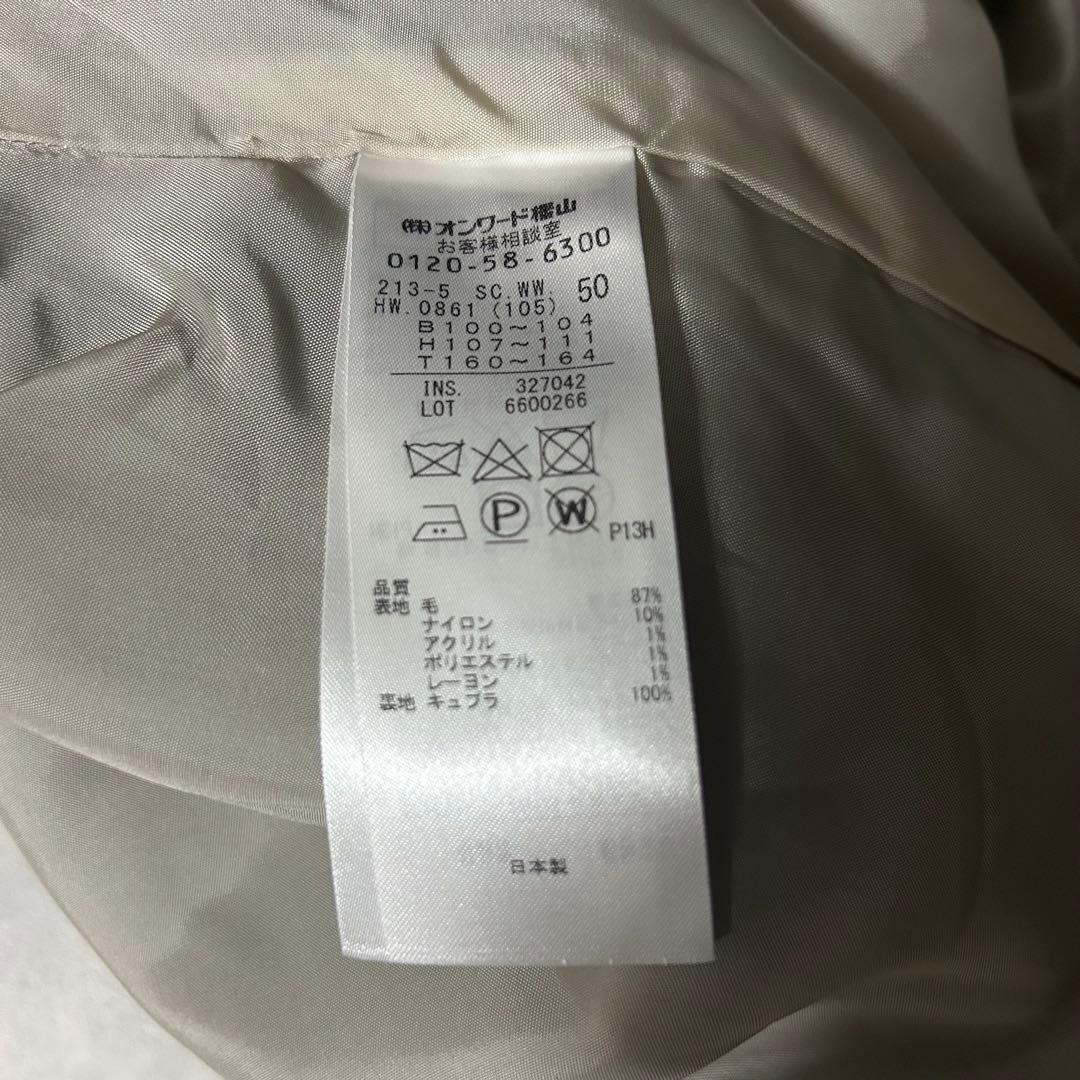 ㈱オンワード樫山
お客様相談室
0120-58-6300
213-5 SC.WW. 50
HW.0861 (105)
B100~104
H107~111
T160~164
INS. 327042
LOT 6600266
P W P13H
品質
表地 毛 87%
ナイロン 10%
アクリル 1%
ポリエステル 1%
レーヨン 1%
裏地 キュプラ 100%
日本製